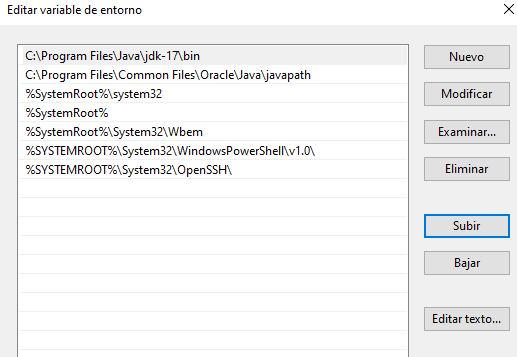 Editar variable de entorno
C:\Program Files\Java\jdk-17\bin
C:\Program Files\Common Files\Oracle\Java\javapath
%SystemRoot%\system32
%SystemRoot%
%SystemRoot%\System32\Wbem
%SYSTEMROOT%\System32\WindowsPowerShell\v1.0\
%SYSTEMROOT%\System32\OpenSSH\
Nuevo
Modificar
Examinar...
Eliminar
Subir
Bajar
Editar texto...